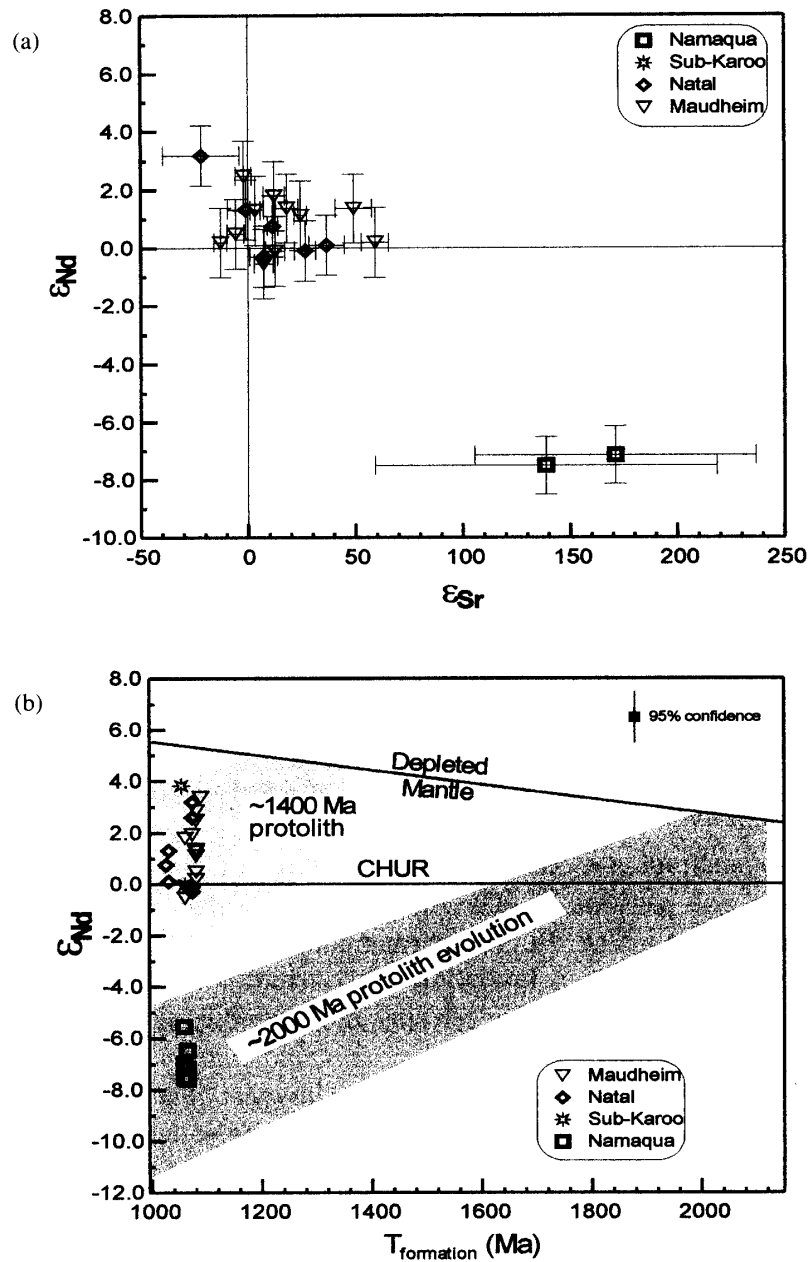 (a)
8.0
6.0
4.0
2.0
0.0
-2.0
-4.0
-6.0
-8.0
-10.0
εNd
Namaqua
Sub-Karoo
Natal
Maudheim
-50 0 50 100 150 200 250
εSr
(b)
8.0
6.0
4.0
2.0
0.0
-2.0
-4.0
-6.0
-8.0
-10.0
-12.0
εNd
95% confidence
Depleted
Mantle
~1400 Ma
protolith
CHUR
~2000 Ma protolith evolution
Maudheim
Natal
Sub-Karoo
Namaqua
1000 1200 1400 1600 1800 2000
Tformation (Ma)